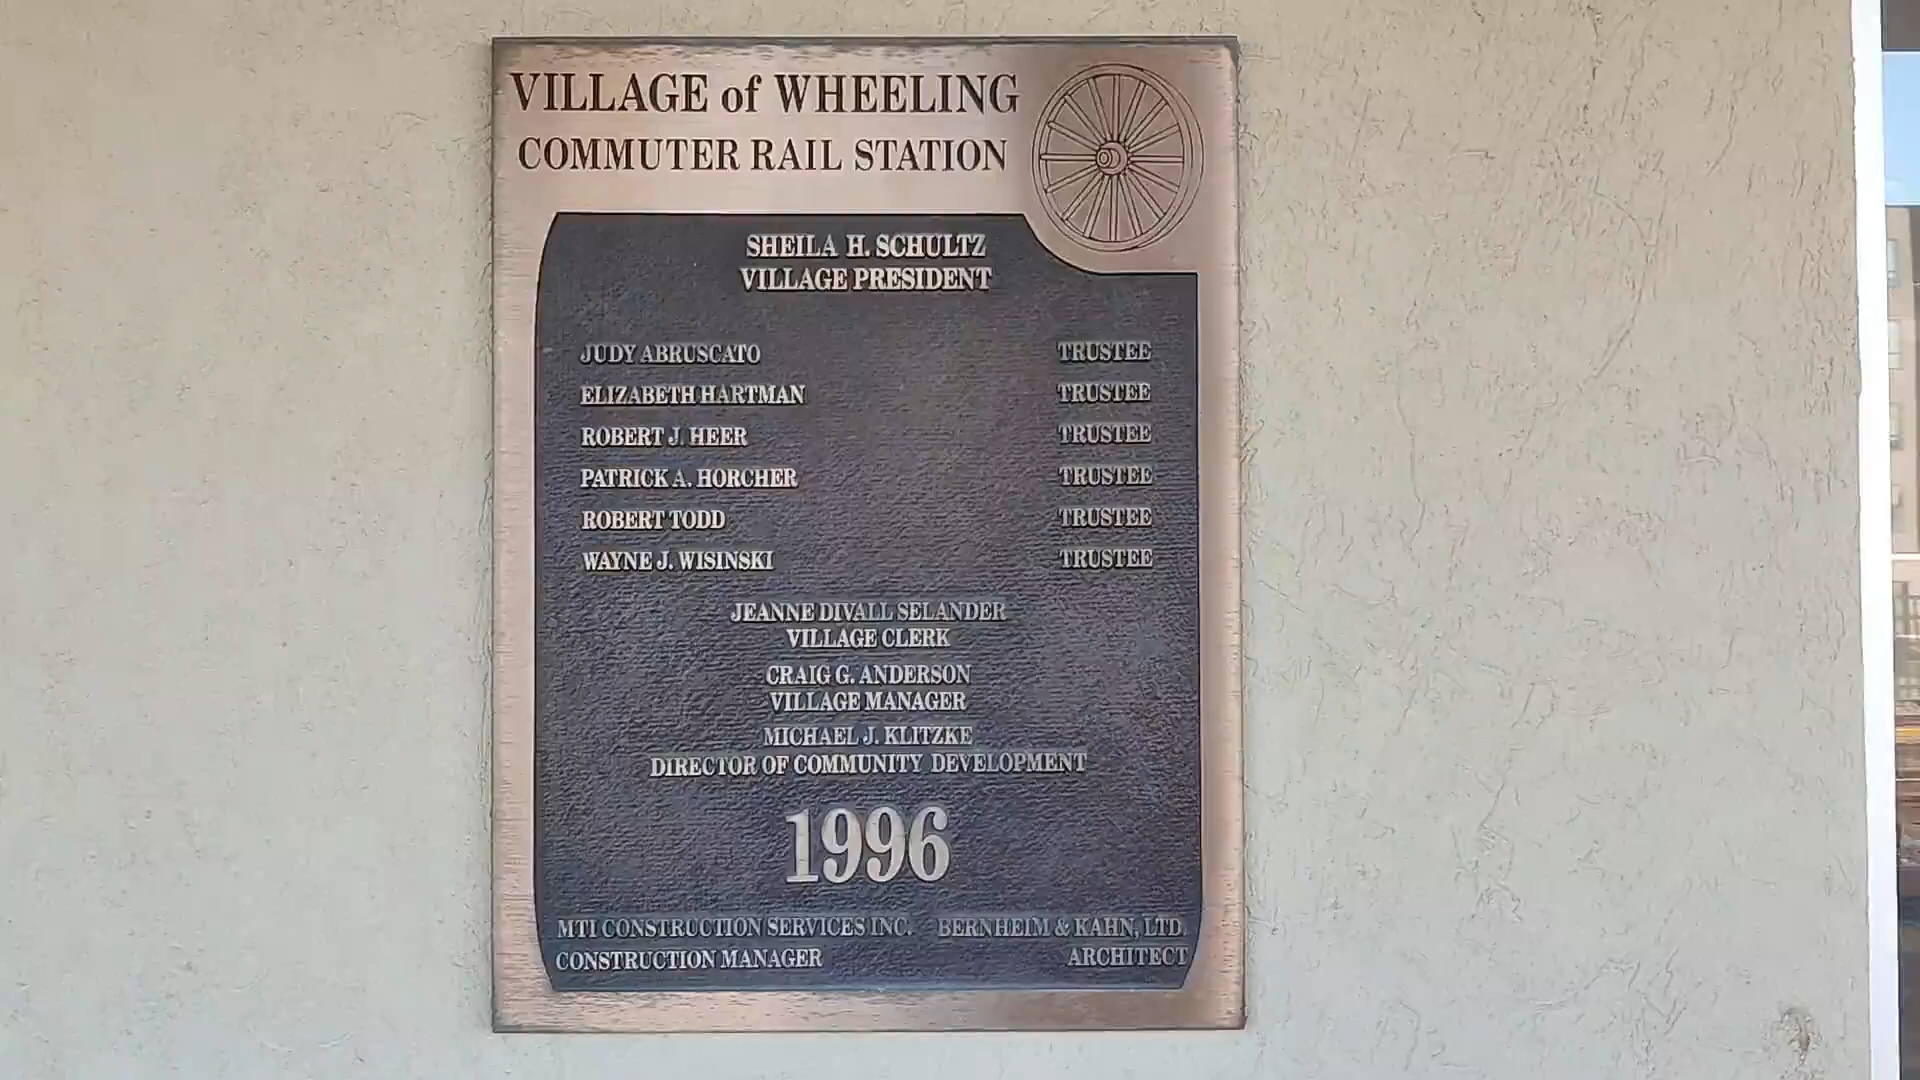 VILLAGE of WHEELING
COMMUTER RAIL STATION
SHEILA H. SCHULTZ
VILLAGE PRESIDENT
JUDY ABRUSCATO TRUSTEE
ELIZABETH HARTMAN TRUSTEE
ROBERT J. HEER TRUSTEE
PATRICK A. HORCHER TRUSTEE
ROBERT TODD TRUSTEE
WAYNE J. WISINSKI TRUSTEE
JEANNE DIVALL SELANDER
VILLAGE CLERK
CRAIG G. ANDERSON
VILLAGE MANAGER
MICHAEL J. KLITZKE
DIRECTOR OF COMMUNITY DEVELOPMENT
1996
MTI CONSTRUCTION SERVICES INC. BERNHEIM & KAHN, LTD.
CONSTRUCTION MANAGER ARCHITECT